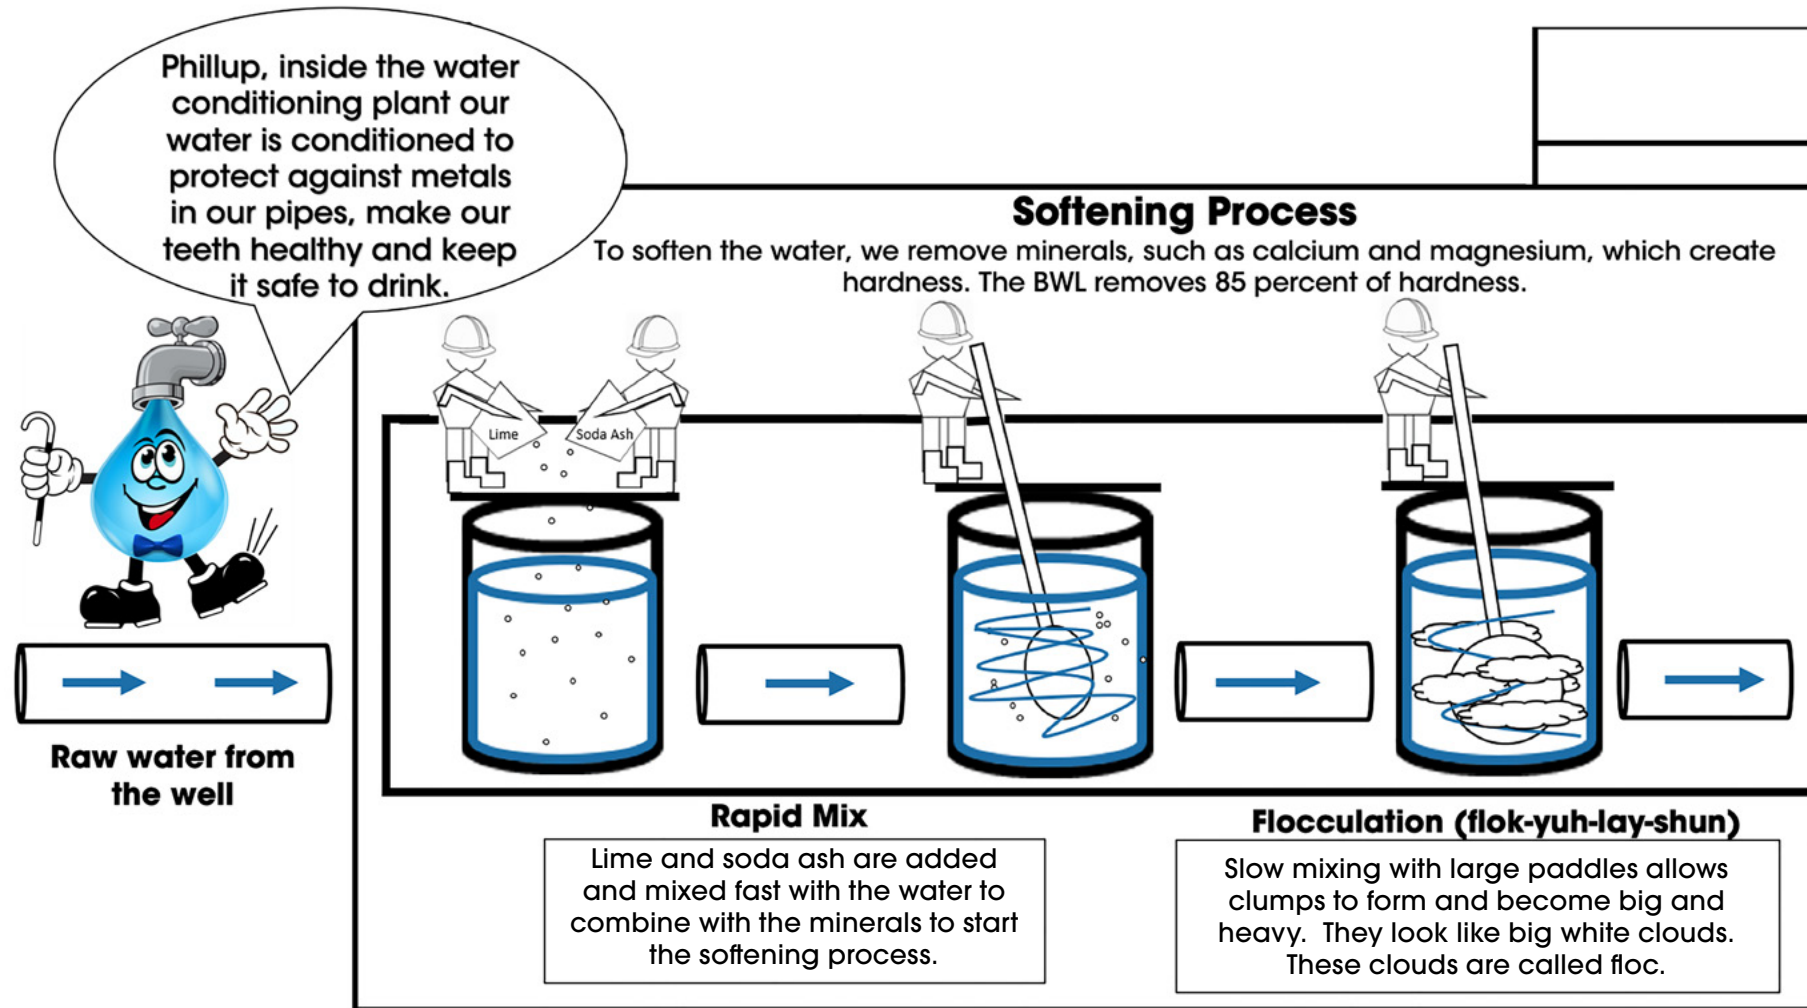 Phillup, inside the water
conditioning plant our
water is conditioned to
protect against metals
in our pipes, make our
teeth healthy and keep
it safe to drink.
Softening Process
To soften the water, we remove minerals, such as calcium and magnesium, which create
hardness. The BWL removes 85 percent of hardness.
Lime
Soda Ash
Raw water from
the well
Rapid Mix
Lime and soda ash are added
and mixed fast with the water to
combine with the minerals to start
the softening process.
Flocculation (flok-yuh-lay-shun)
Slow mixing with large paddles allows
clumps to form and become big and
heavy.  They look like big white clouds.
These clouds are called floc.